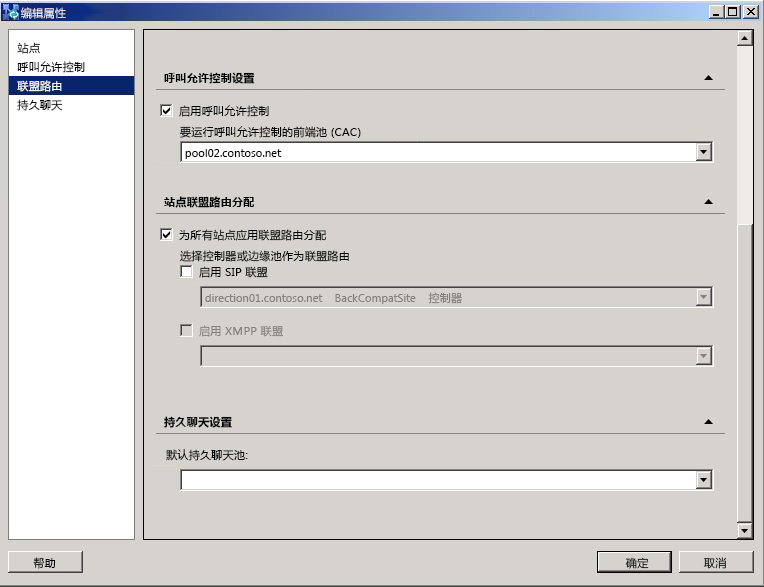 编辑属性
站点
呼叫允许控制
联盟路由
持久聊天
呼叫允许控制设置
启用呼叫允许控制
要运行呼叫允许控制的前端池 (CAC)
pool02.contoso.net
站点联盟路由分配
为所有站点应用联盟路由分配
选择控制器或边缘池作为联盟路由
启用 SIP 联盟
direction01.contoso.net BackCompatSite 控制器
启用 XMPP 联盟
持久聊天设置
默认持久聊天池:
帮助
确定
取消